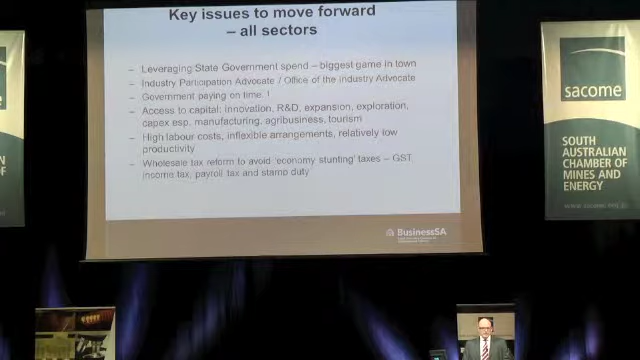 Key issues to move forward
– all sectors
– Leveraging State Government spend – biggest game in town
– Industry Participation Advocate / Office of the Industry Advocate
– Government paying on time. !
– Access to capital: innovation, R&D, expansion, exploration,
capex esp. manufacturing, agribusiness, tourism
– High labour costs, inflexible arrangements, relatively low
productivity
– Wholesale tax reform to avoid 'economy stunting' taxes – GST,
income tax, payroll tax and stamp duty
BusinessSA
sacome
SOUTH
AUSTRALIAN
CHAMBER OF
MINES AND
ENERGY